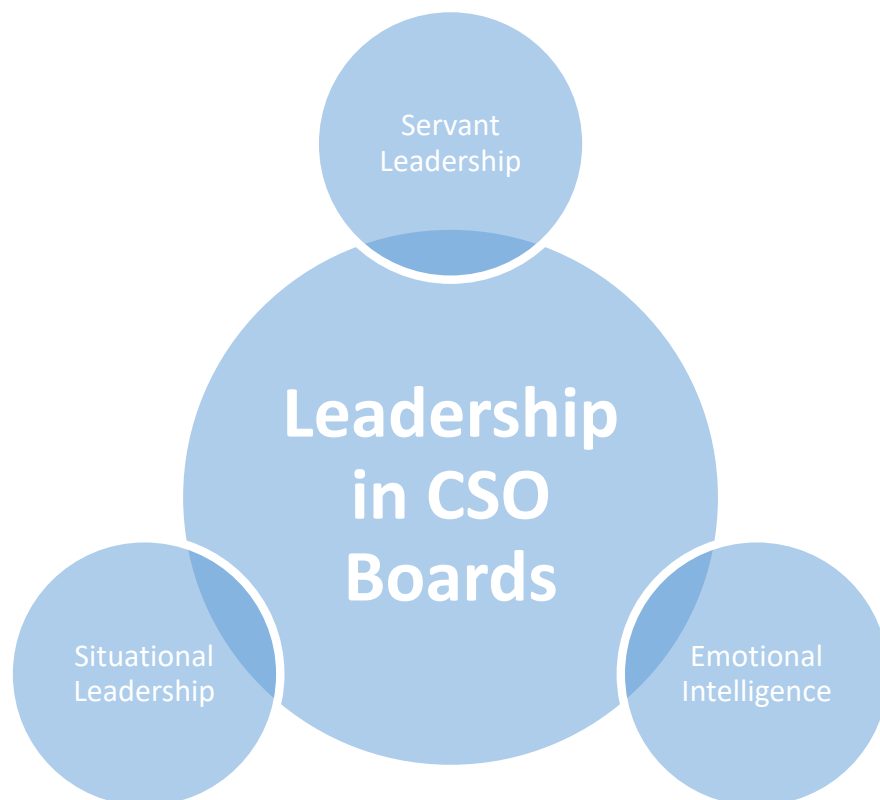 Servant
Leadership
Leadership
in CSO
Boards
Situational
Leadership
Emotional
Intelligence